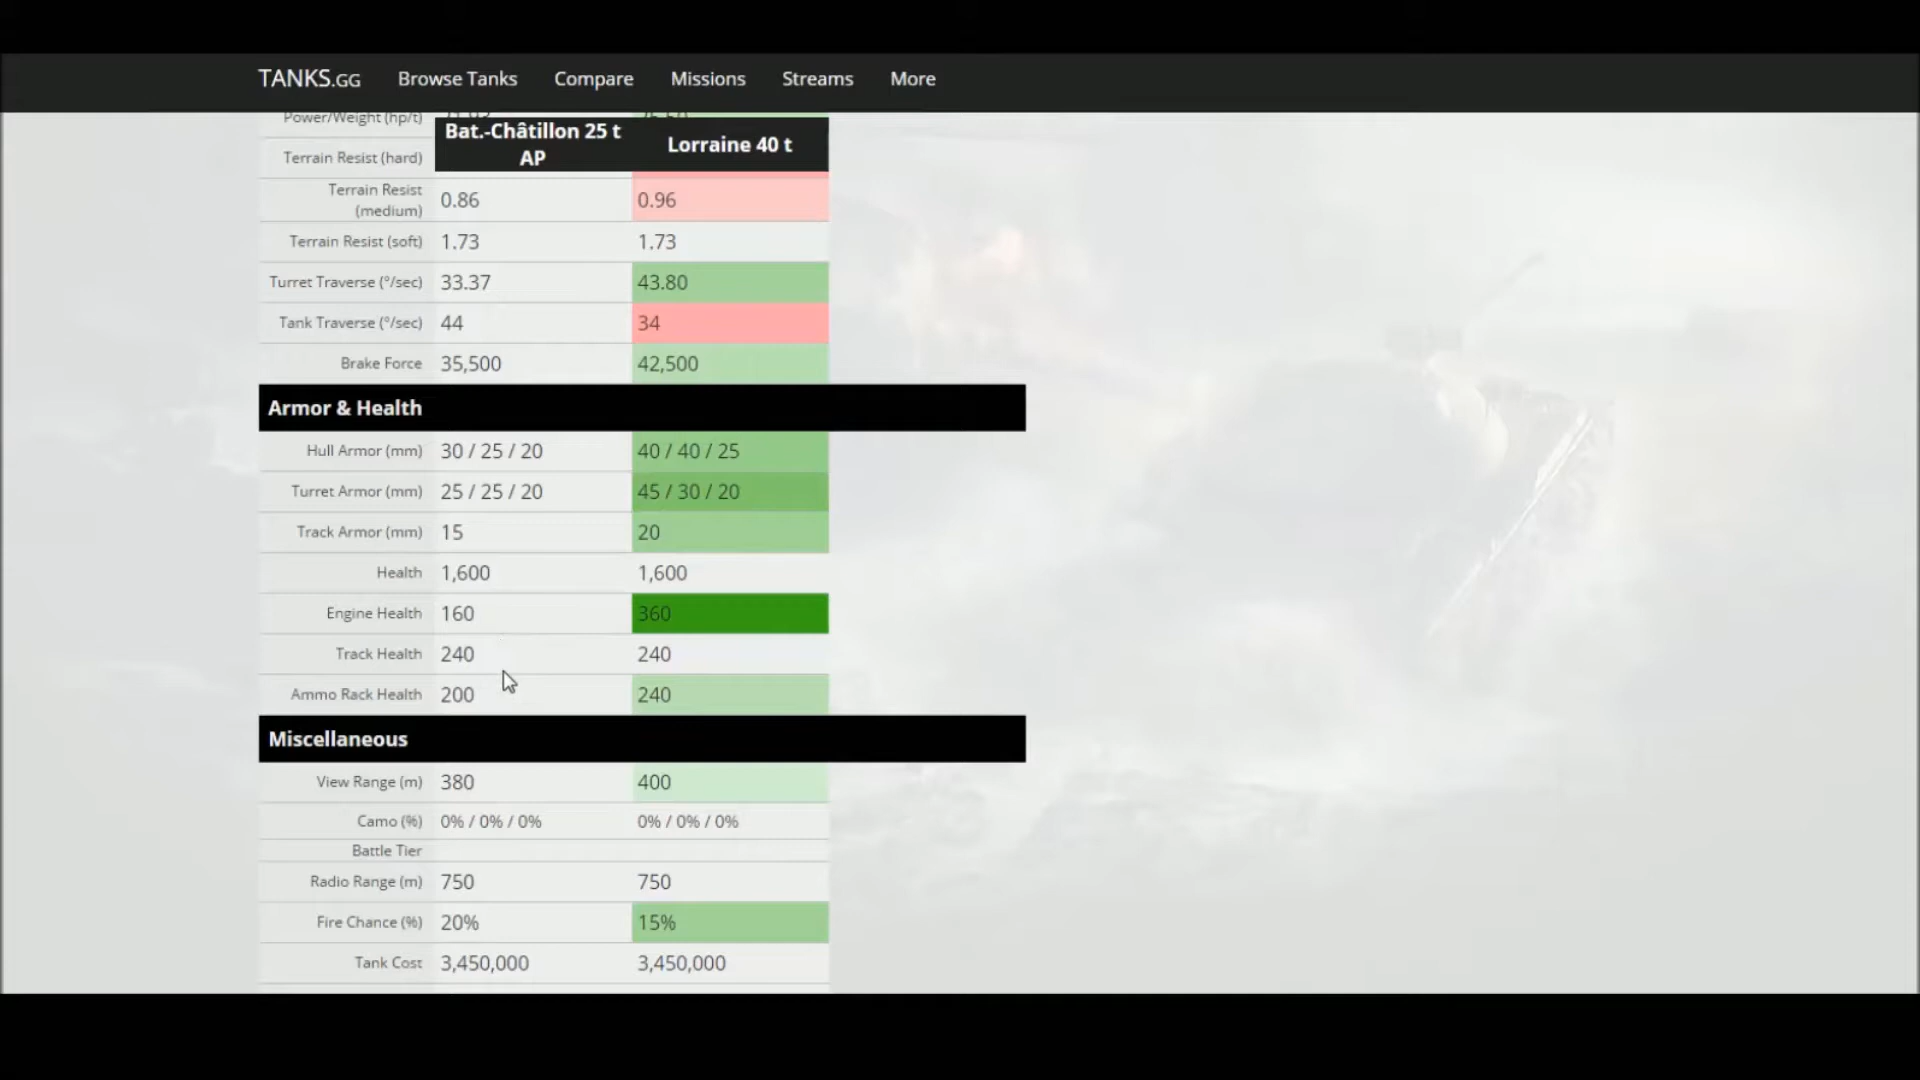 TANKS.GG Browse Tanks Compare Missions Streams More
Power/Weight (hp/t)
Bat.-Châtillon 25 t
AP
Lorraine 40 t
Terrain Resist (hard)
Terrain Resist
(medium)
0.86 0.96
Terrain Resist (soft) 1.73 1.73
Turret Traverse (°/sec) 33.37 43.80
Tank Traverse (°/sec) 44 34
Brake Force 35,500 42,500
Armor & Health
Hull Armor (mm) 30 / 25 / 20 40 / 40 / 25
Turret Armor (mm) 25 / 25 / 20 45 / 30 / 20
Track Armor (mm) 15 20
Health 1,600 1,600
Engine Health 160 360
Track Health 240 240
Ammo Rack Health 200 240
Miscellaneous
View Range (m) 380 400
Camo (%) 0% / 0% / 0% 0% / 0% / 0%
Battle Tier
Radio Range (m) 750 750
Fire Chance (%) 20% 15%
Tank Cost 3,450,000 3,450,000